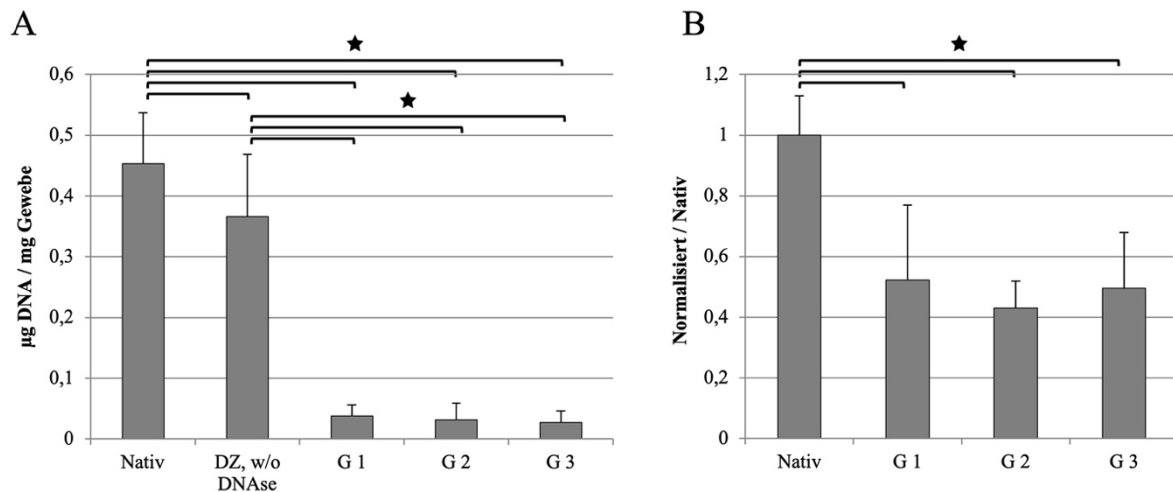 A
µg DNA / mg Gewebe
0,6
0,5
0,4
0,3
0,2
0,1
0
Nativ
DZ, w/o
DNAse
G 1
G 2
G 3
B
Normalisiert / Nativ
1,2
1
0,8
0,6
0,4
0,2
0
Nativ
G 1
G 2
G 3